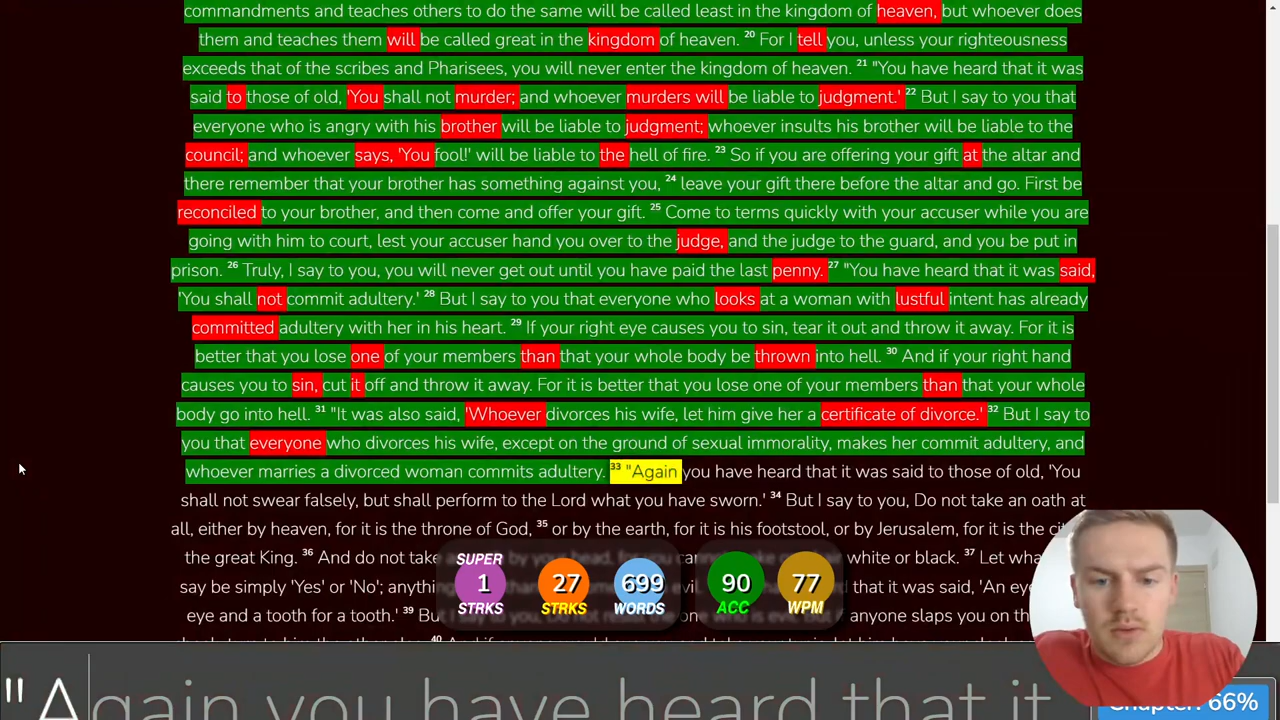 commandments and teaches others to do the same will be called least in the kingdom of heaven, but whoever does
them and teaches them will be called great in the kingdom of heaven. 20 For I tell you, unless your righteousness
exceeds that of the scribes and Pharisees, you will never enter the kingdom of heaven. 21 "You have heard that it was
said to those of old, 'You shall not murder; and whoever murders will be liable to judgment.' 22 But I say to you that
everyone who is angry with his brother will be liable to judgment; whoever insults his brother will be liable to the
council; and whoever says, 'You fool!' will be liable to the hell of fire. 23 So if you are offering your gift at the altar and
there remember that your brother has something against you, 24 leave your gift there before the altar and go. First be
reconciled to your brother, and then come and offer your gift. 25 Come to terms quickly with your accuser while you are
going with him to court, lest your accuser hand you over to the judge, and the judge to the guard, and you be put in
prison. 26 Truly, I say to you, you will never get out until you have paid the last penny. 27 "You have heard that it was said,
'You shall not commit adultery.' 28 But I say to you that everyone who looks at a woman with lustful intent has already
committed adultery with her in his heart. 29 If your right eye causes you to sin, tear it out and throw it away. For it is
better that you lose one of your members than that your whole body be thrown into hell. 30 And if your right hand
causes you to sin, cut it off and throw it away. For it is better that you lose one of your members than that your whole
body go into hell. 31 "It was also said, 'Whoever divorces his wife, let him give her a certificate of divorce.' 32 But I say to
you that everyone who divorces his wife, except on the ground of sexual immorality, makes her commit adultery, and
whoever marries a divorced woman commits adultery. 33 "Again you have heard that it was said to those of old, 'You
shall not swear falsely, but shall perform to the Lord what you have sworn.' 34 But I say to you, Do not take an oath at
all, either by heaven, for it is the throne of God, 35 or by the earth, for it is his footstool, or by Jerusalem, for it is the
the great King. 36 And do not take by your head, white or black. 37 Let
say be simply 'Yes' or 'No'; that it was said, 'An
eye and a tooth for a tooth.' 39 anyone slaps you on
40
SUPER
1 27 699 90 77
STRKS STRKS WORDS ACC WPM
"Again you have heard that it
Chapter: 66%